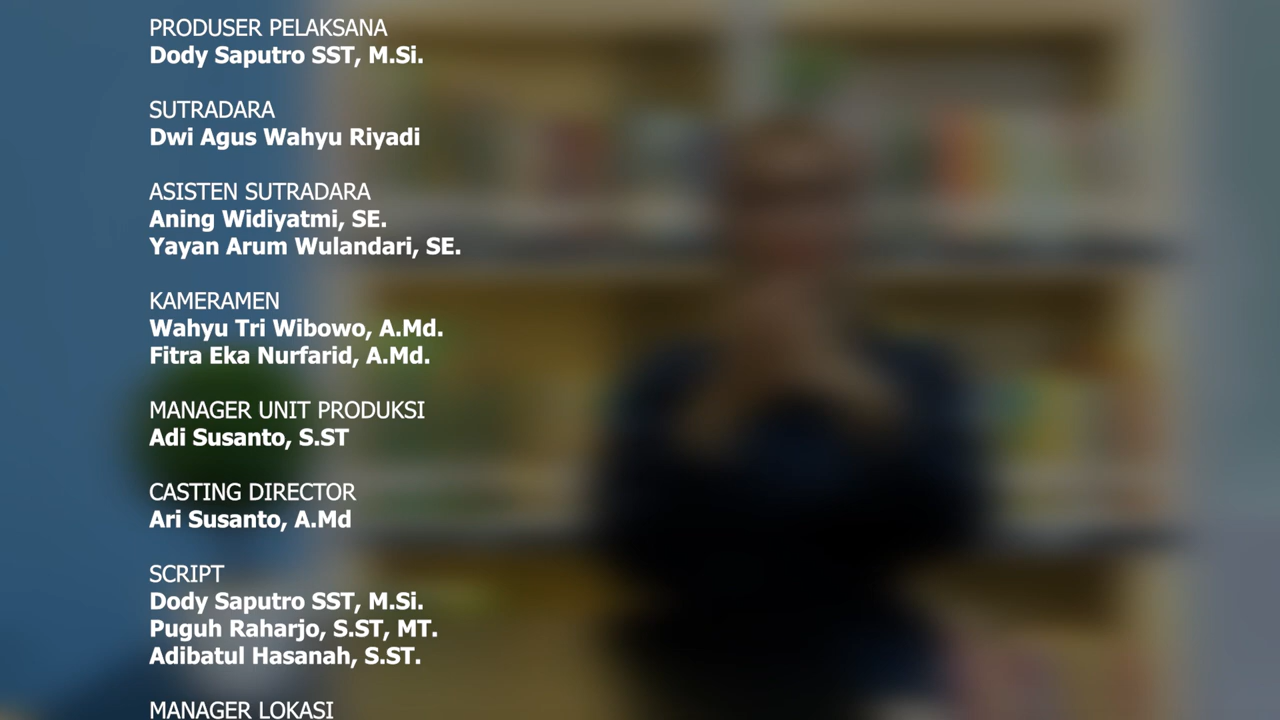 PRODUSER PELAKSANA
Dody Saputro SST, M.Si.
SUTRADARA
Dwi Agus Wahyu Riyadi
ASISTEN SUTRADARA
Aning Widiyatmi, SE.
Yayan Arum Wulandari, SE.
KAMERAMEN
Wahyu Tri Wibowo, A.Md.
Fitra Eka Nurfarid, A.Md.
MANAGER UNIT PRODUKSI
Adi Susanto, S.ST
CASTING DIRECTOR
Ari Susanto, A.Md
SCRIPT
Dody Saputro SST, M.Si.
Puguh Raharjo, S.ST, MT.
Adibatul Hasanah, S.ST.
MANAGER LOKASI